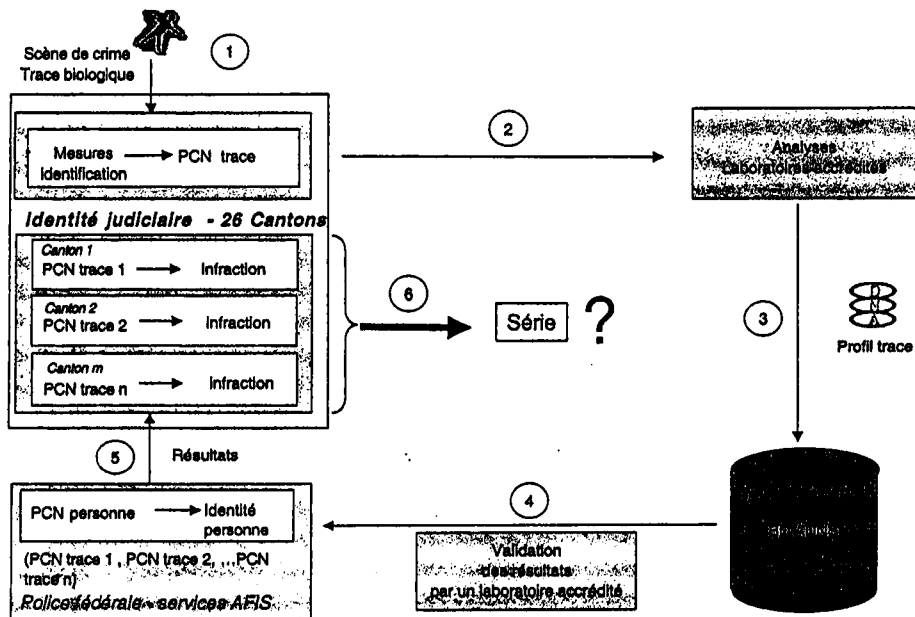 1
Scène de crime
Trace biologique
2
Mesures
Identification
PCN trace
Analyses
Laboratoires accrédités
Identité judiciaire - 26 Cantons
Canton 1
PCN trace 1
Infraction
Canton 2
PCN trace 2
Infraction
Canton m
PCN trace n
Infraction
6
Série
?
3
D
N
A
Profil trace
5
Résultats
4
PCN personne
Identité
personne
(PCN trace 1 , PCN trace 2, ...PCN
trace n)
Police fédérale - services AFIS
Validation
des résultats
par un laboratoire accrédité